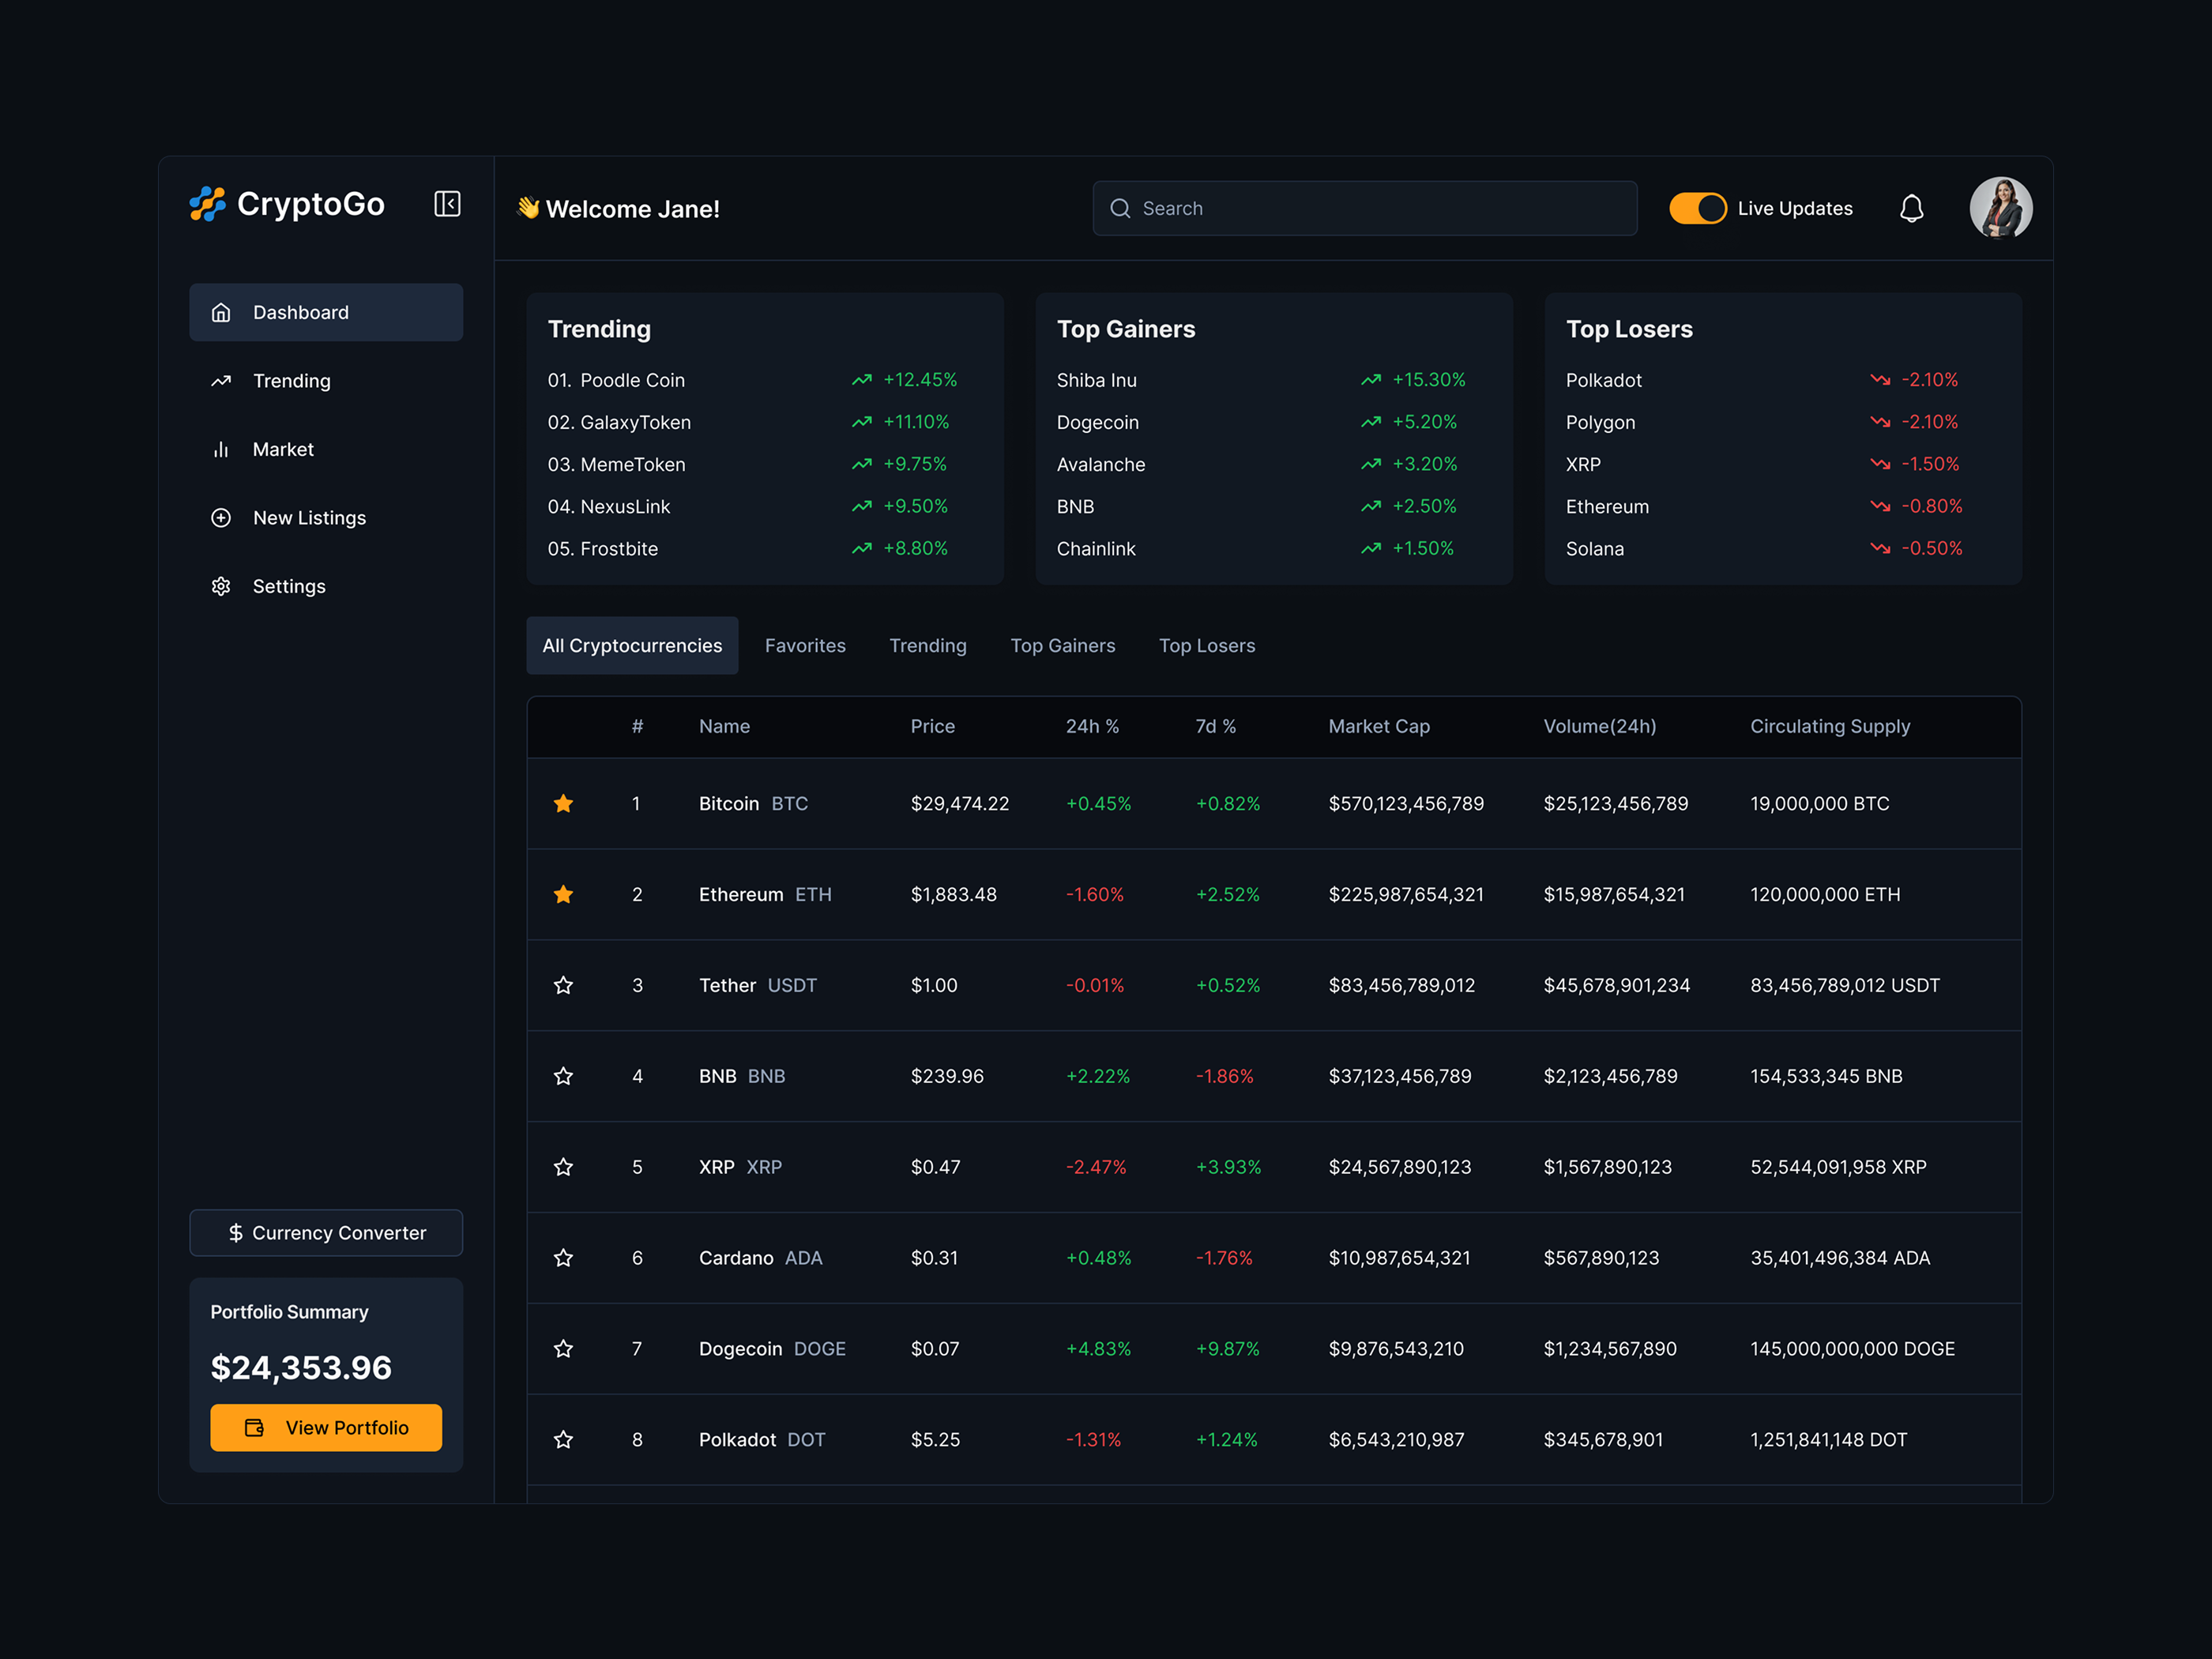 CryptoGo
Dashboard
Trending
Market
New Listings
Settings
$ Currency Converter
Portfolio Summary
$24,353.96
View Portfolio
👋 Welcome Jane!
Search
Live Updates
Trending
01. Poodle Coin +12.45%
02. GalaxyToken +11.10%
03. MemeToken +9.75%
04. NexusLink +9.50%
05. Frostbite +8.80%
Top Gainers
Shiba Inu +15.30%
Dogecoin +5.20%
Avalanche +3.20%
BNB +2.50%
Chainlink +1.50%
Top Losers
Polkadot -2.10%
Polygon -2.10%
XRP -1.50%
Ethereum -0.80%
Solana -0.50%
All Cryptocurrencies Favorites Trending Top Gainers Top Losers
# Name Price 24h % 7d % Market Cap Volume(24h) Circulating Supply
1 Bitcoin BTC $29,474.22 +0.45% +0.82% $570,123,456,789 $25,123,456,789 19,000,000 BTC
2 Ethereum ETH $1,883.48 -1.60% +2.52% $225,987,654,321 $15,987,654,321 120,000,000 ETH
3 Tether USDT $1.00 -0.01% +0.52% $83,456,789,012 $45,678,901,234 83,456,789,012 USDT
4 BNB BNB $239.96 +2.22% -1.86% $37,123,456,789 $2,123,456,789 154,533,345 BNB
5 XRP XRP $0.47 -2.47% +3.93% $24,567,890,123 $1,567,890,123 52,544,091,958 XRP
6 Cardano ADA $0.31 +0.48% -1.76% $10,987,654,321 $567,890,123 35,401,496,384 ADA
7 Dogecoin DOGE $0.07 +4.83% +9.87% $9,876,543,210 $1,234,567,890 145,000,000,000 DOGE
8 Polkadot DOT $5.25 -1.31% +1.24% $6,543,210,987 $345,678,901 1,251,841,148 DOT